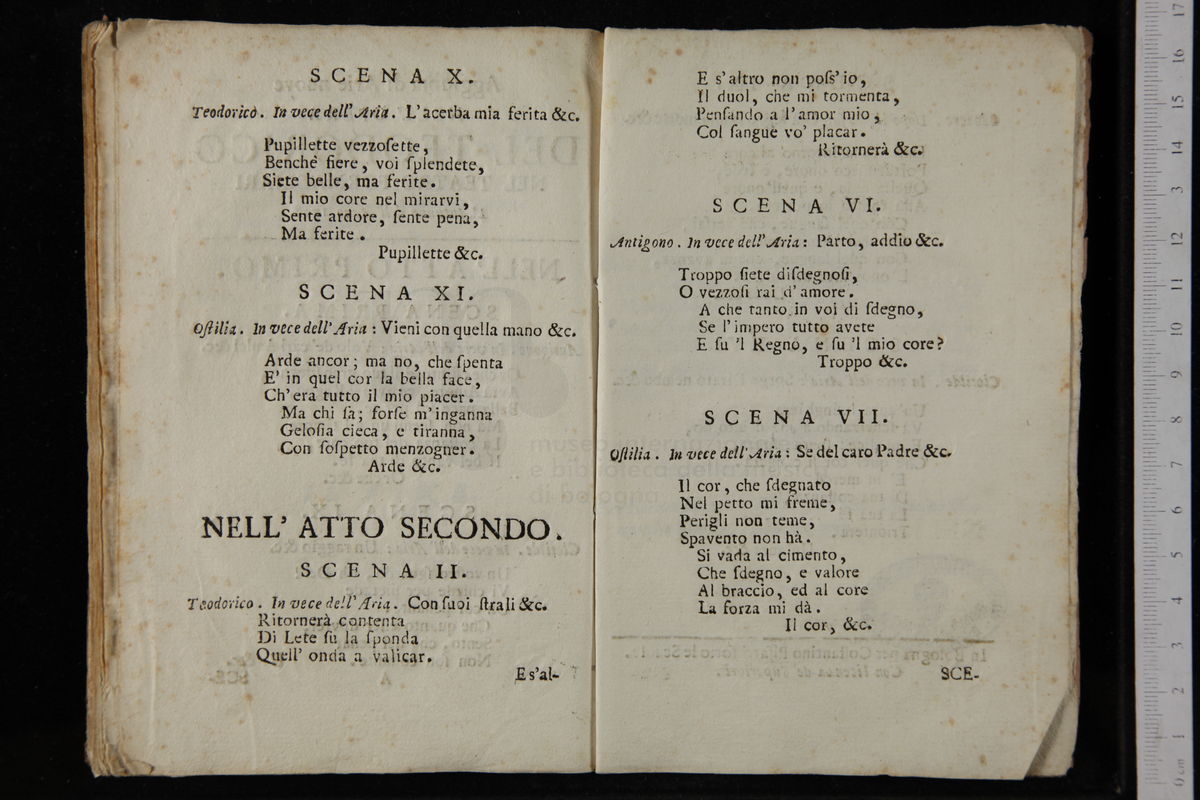 SCENA X.
Teodorico. In vece dell' Aria. L'acerba mia ferita &c.
Pupillette vezzoſette,
Benchè fiere, voi ſplendete,
Siete belle, ma ferite.
Il mio core nel mirarvi,
Sente ardore, ſente pena,
Ma ferite.
Pupillette &c.
SCENA XI.
Oſtilia. In vece dell' Aria: Vieni con quella mano &c.
Arde ancor; ma no, che ſpenta
E' in quel cor la bella face,
Ch'era tutto il mio piacer.
Ma chi ſà; forſe m'inganna
Geloſia cieca, e tiranna,
Con ſoſpetto menzogner.
Arde &c.
NELL' ATTO SECONDO.
SCENA II.
Teodorico. In vece dell' Aria. Con ſuoi ſtrali &c.
Ritornerà contenta
Di Lete ſu la ſponda
Quell' onda a valicar.
E s'al-
E s'altro non poſs'io,
Il duol, che mi tormenta,
Penſando a l'amor mio,
Col ſangue vo' placar.
Ritornerà &c.
SCENA VI.
Antigono. In vece dell' Aria: Parto, addio &c.
Troppo ſiete diſdegnoſi,
O vezzoſi rai d'amore.
A che tanto in voi di ſdegno,
Se l'impero tutto avete
E ſu 'l Regno, e ſu 'l mio core?
Troppo &c.
SCENA VII.
Oſtilia. In vece dell' Aria: Se del caro Padre &c.
Il cor, che ſdegnato
Nel petto mi freme,
Perigli non teme,
Spavento non hà.
Si vada al cimento,
Che ſdegno, e valore
Al braccio, ed al core
La forza mi dà.
Il cor, &c.
SCE-